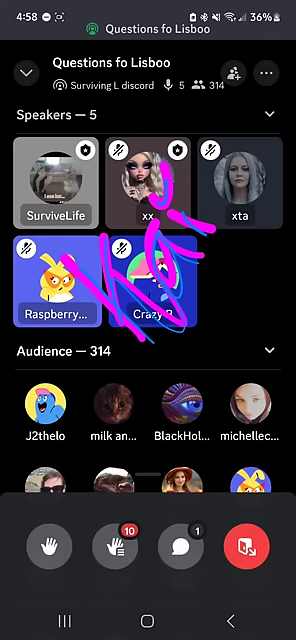 4:58
36%
Questions fo Lisboo
Questions fo Lisboo
Surviving L discord 5 314
Speakers — 5
SurviveLife
xx
xta
Raspberry...
Crazy B
Audience — 314
J2thelo
milk an...
BlackHol...
michellec...
10
1